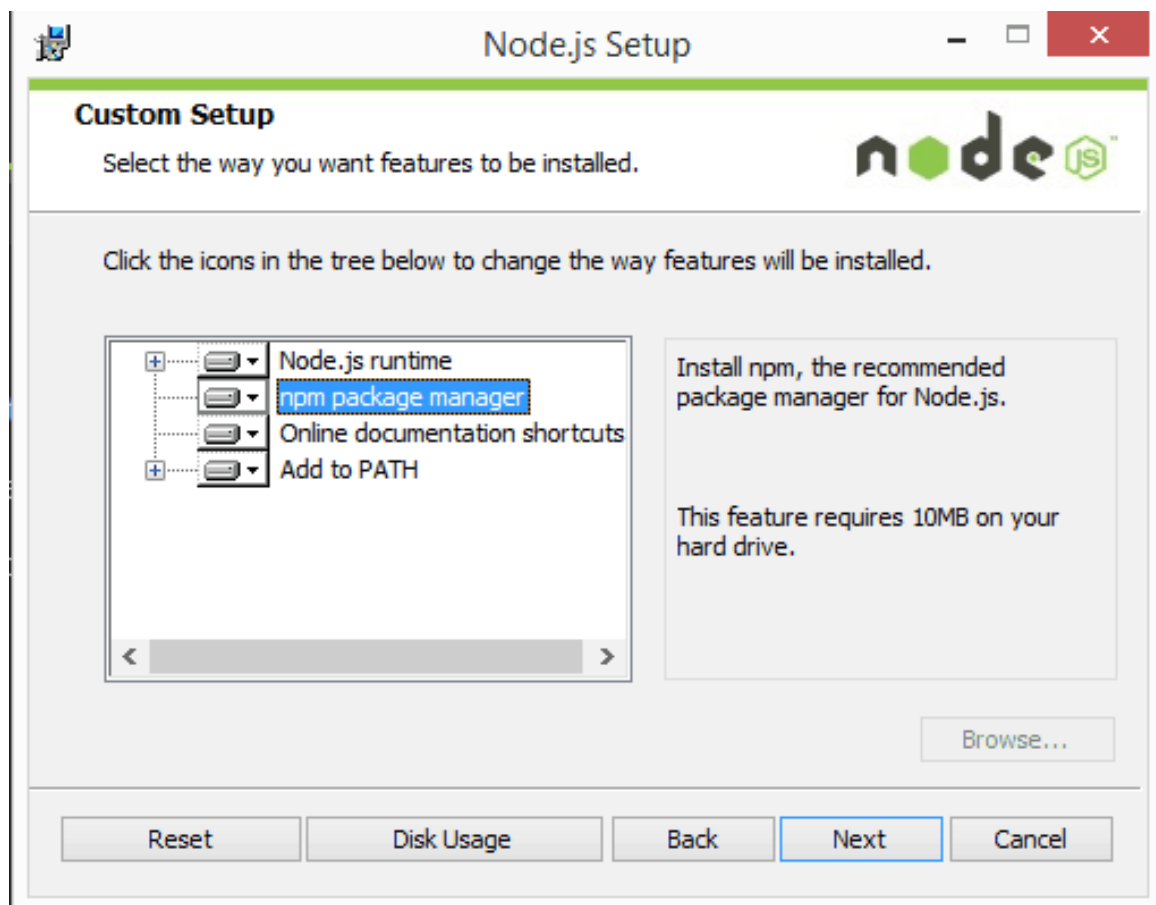 Node.js Setup
Custom Setup
Select the way you want features to be installed.
node JS ™
Click the icons in the tree below to change the way features will be installed.
Node.js runtime
npm package manager
Online documentation shortcuts
Add to PATH
Install npm, the recommended
package manager for Node.js.
This feature requires 10MB on your
hard drive.
Browse...
Reset
Disk Usage
Back
Next
Cancel